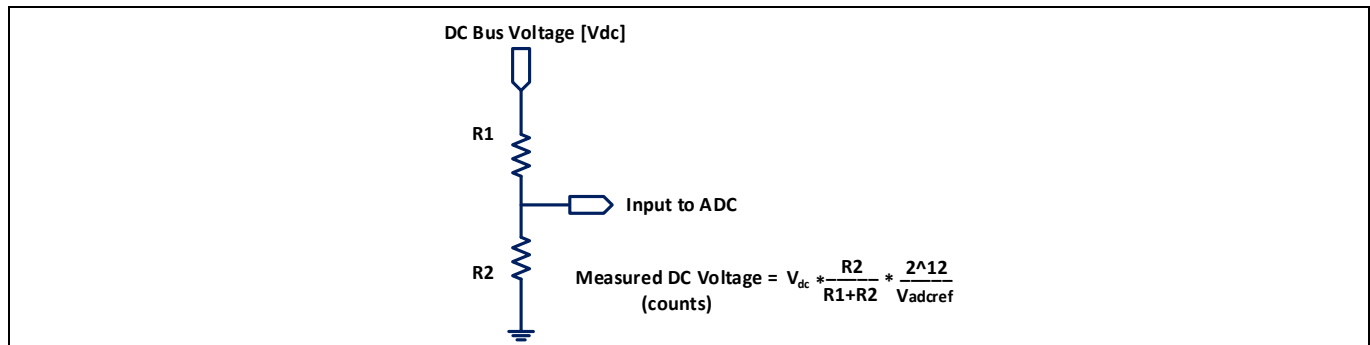 DC Bus Voltage [Vdc]
R1
Input to ADC
R2
Measured DC Voltage = Vdc * R2 / R1+R2 * 2^12 / Vadcref
(counts)